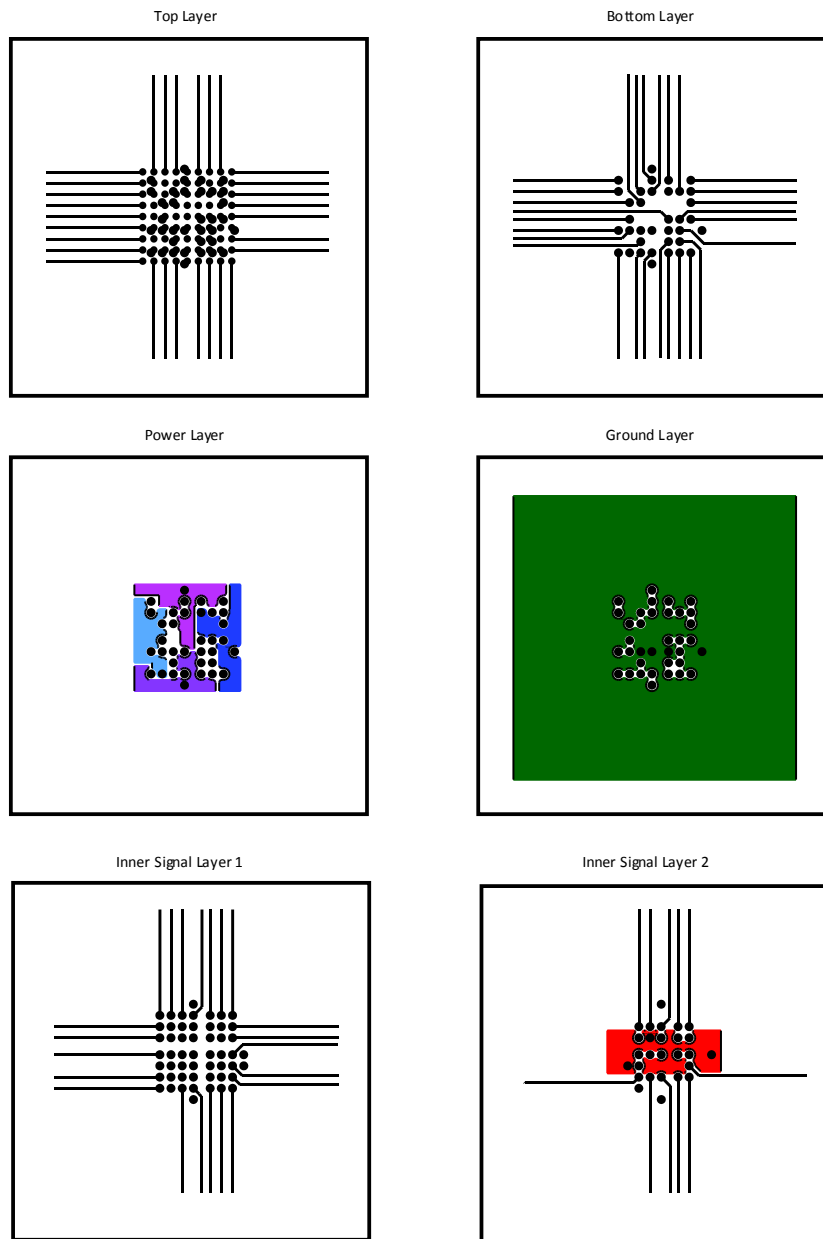 Top Layer
Bottom Layer
Power Layer
Ground Layer
Inner Signal Layer 1
Inner Signal Layer 2